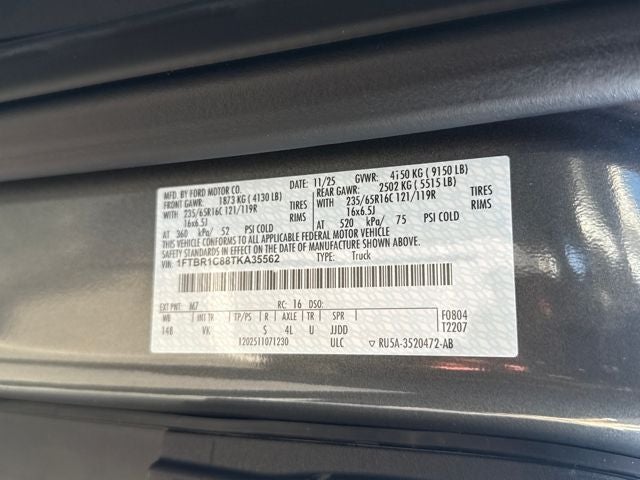 MFD. BY FORD MOTOR CO.
DATE: 11/25 GVWR: 4150 KG ( 9150 LB)
FRONT GAWR: 1873 KG ( 4130 LB)
REAR GAWR: 2502 KG ( 5515 LB)
WITH 235/65R16C 121/119R TIRES
16x6.5J RIMS
AT 360 kPa/ 52 PSI COLD
WITH 235/65R16C 121/119R TIRES
16x6.5J RIMS
AT 520 kPa/ 75 PSI COLD
THIS VEHICLE CONFORMS TO ALL APPLICABLE FEDERAL MOTOR VEHICLE
SAFETY STANDARDS IN EFFECT ON THE DATE OF MANUFACTURE SHOWN ABOVE.
VIN: 1FTBR1C88TKA35562
TYPE: Truck
EXT PNT: M7 RC: 16 DSO:
WB INT TR TP/PS R AXLE TR SPR
148 VK S 4L U JJDD
F0804
T2207
1202511071230 ULC ▽ RU5A-3520472-AB